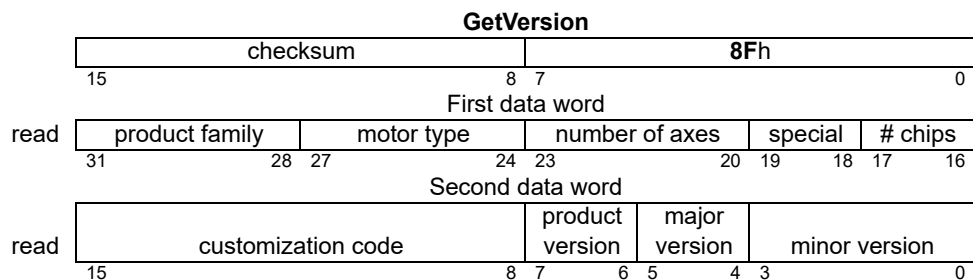 GetVersion
checksum 8Fh
15 8 7 0
First data word
read product family motor type number of axes special # chips
31 28 27 24 23 20 19 18 17 16
Second data word
product major
read customization code version version minor version
15 8 7 6 5 4 3 0